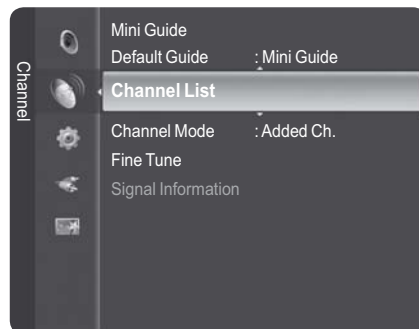 Channel
Mini Guide
Default Guide : Mini Guide
Channel List
Channel Mode : Added Ch.
Fine Tune
Signal Information